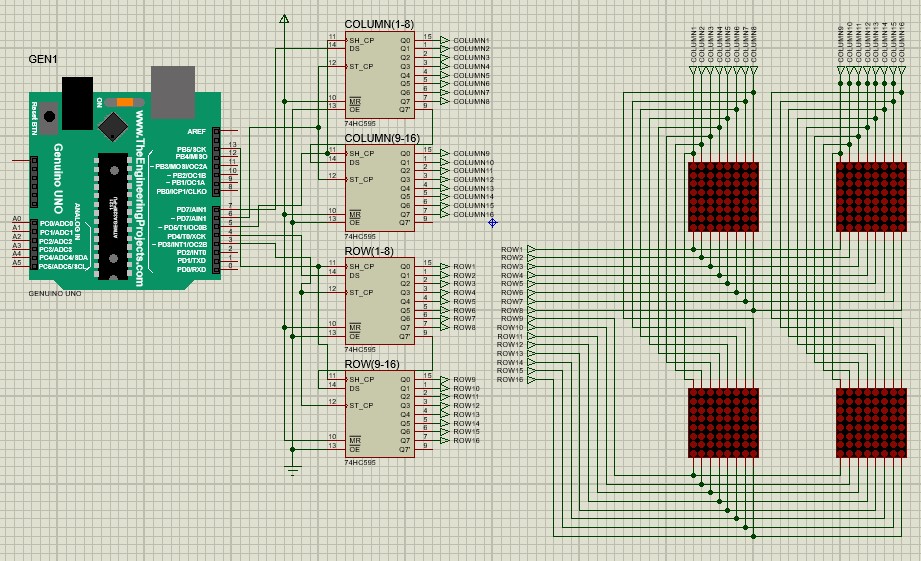 GEN1
Reset BTN
ON
Genuino UNO
www.TheEngineeringProjects.com
ANALOG IN
AREF
PB5/SCK
PB4/MISO
~ PB3/MOSI/OC2A
~ PB2/OC1B
~ PB1/OC1A
PB0/ICP1/CLKO
PD7/AIN1
~ PD7/AIN1
~ PD5/T1/OC0B
PD4/T0/XCK
~ PD3/INT1/OC2B
PD2/INT0
PD1/TXD
PD0/RXD
13
12
11
10
9
8
7
6
5
4
3
2
1
0
A0
A1
A2
A3
A4
A5
PC0/ADC0
PC1/ADC1
PC2/ADC2
PC3/ADC3
PC4/ADC4/SDA
PC5/ADC5/SCL
GENUINO UNO
COLUMN(1-8)
11 SH_CP Q0 15 COLUMN1
14 DS Q1 1 COLUMN2
Q2 2 COLUMN3
12 ST_CP Q3 3 COLUMN4
Q4 4 COLUMN5
Q5 5 COLUMN6
Q6 6 COLUMN7
10 MR Q7 7 COLUMN8
13 OE Q7' 9
74HC595
COLUMN(9-16)
11 SH_CP Q0 15 COLUMN9
14 DS Q1 1 COLUMN10
Q2 2 COLUMN11
12 ST_CP Q3 3 COLUMN12
Q4 4 COLUMN13
Q5 5 COLUMN14
Q6 6 COLUMN15
10 MR Q7 7 COLUMN16
13 OE Q7' 9
74HC595
ROW(1-8)
11 SH_CP Q0 15 ROW1
14 DS Q1 1 ROW2
Q2 2 ROW3
12 ST_CP Q3 3 ROW4
Q4 4 ROW5
Q5 5 ROW6
Q6 6 ROW7
10 MR Q7 7 ROW8
13 OE Q7' 9
74HC595
ROW(9-16)
11 SH_CP Q0 15 ROW9
14 DS Q1 1 ROW10
Q2 2 ROW11
12 ST_CP Q3 3 ROW12
Q4 4 ROW13
Q5 5 ROW14
Q6 6 ROW15
10 MR Q7 7 ROW16
13 OE Q7' 9
74HC595
COLUMN1
COLUMN2
COLUMN3
COLUMN4
COLUMN5
COLUMN6
COLUMN7
COLUMN8
COLUMN9
COLUMN10
COLUMN11
COLUMN12
COLUMN13
COLUMN14
COLUMN15
COLUMN16
ROW1
ROW2
ROW3
ROW4
ROW5
ROW6
ROW7
ROW8
ROW9
ROW10
ROW11
ROW12
ROW13
ROW14
ROW15
ROW16